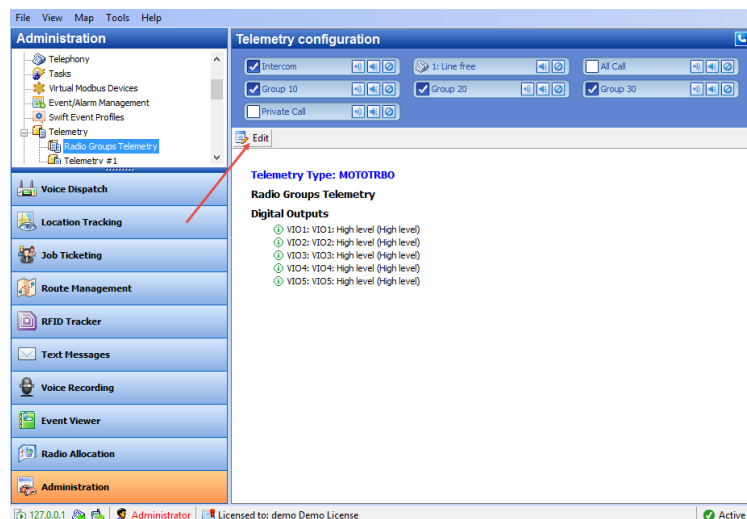 File View Map Tools Help
Administration
Telephony
Tasks
Virtual Modbus Devices
Event/Alarm Management
Swift Event Profiles
Telemetry
Radio Groups Telemetry
Telemetry #1
Voice Dispatch
Location Tracking
Job Ticketing
Route Management
RFID Tracker
Text Messages
Voice Recording
Event Viewer
Radio Allocation
Administration
Telemetry configuration
Intercom 1: Line free All Call
Group 10 Group 20 Group 30
Private Call
Edit
Telemetry Type: MOTOTRBO
Radio Groups Telemetry
Digital Outputs
VIO1: VIO1: High level (High level)
VIO2: VIO2: High level (High level)
VIO3: VIO3: High level (High level)
VIO4: VIO4: High level (High level)
VIO5: VIO5: High level (High level)
127.0.0.1 Administrator Licensed to: demo Demo License Active